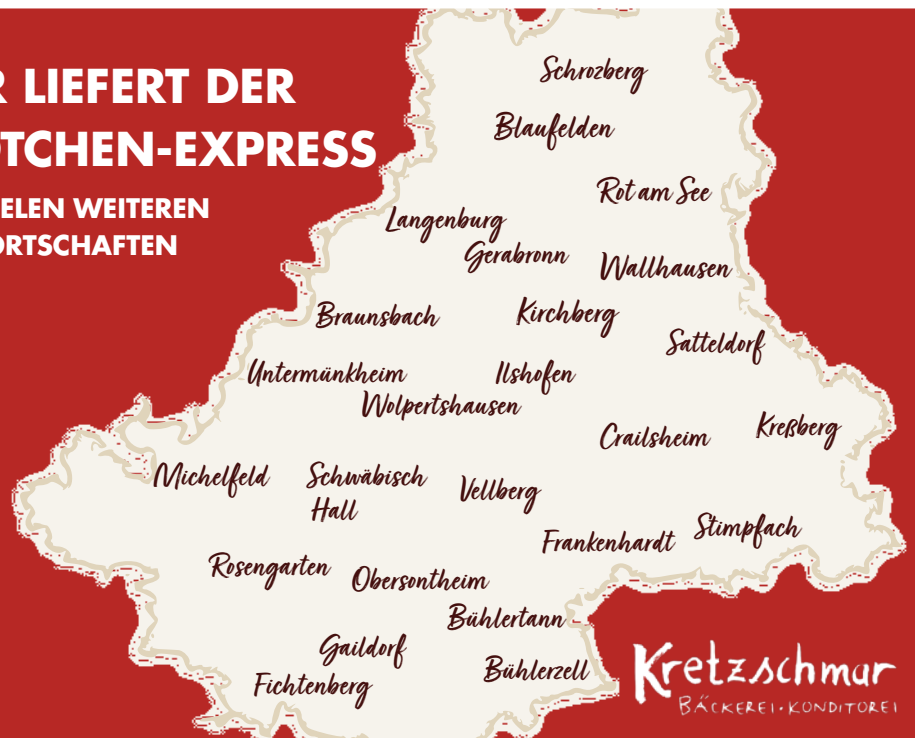 R LIEFERT DER
ÖTCHEN-EXPRESS
ELEN WEITEREN
ORTSCHAFTEN
Schrozberg
Blaufelden
Rot am See
Langenburg
Gerabronn
Wallhausen
Braunsbach
Kirchberg
Satteldorf
Untermünkheim
Ilshofen
Wolpertshausen
Crailsheim
Kreßberg
Michelfeld
Schwäbisch
Hall
Vellberg
Frankenhardt
Stimpfach
Rosengarten
Obersontheim
Bühlertann
Gaildorf
Bühlerzell
Fichtenberg
Kretzschmar
BÄCKEREI·KONDITOREI